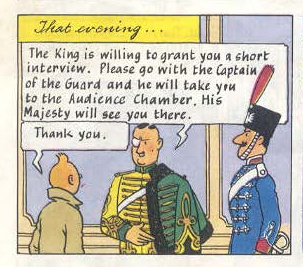 That evening...
The King is willing to grant you a short
interview. Please go with the Captain
of the Guard and he will take you
to the Audience Chamber. His
Majesty will see you there.
Thank you.